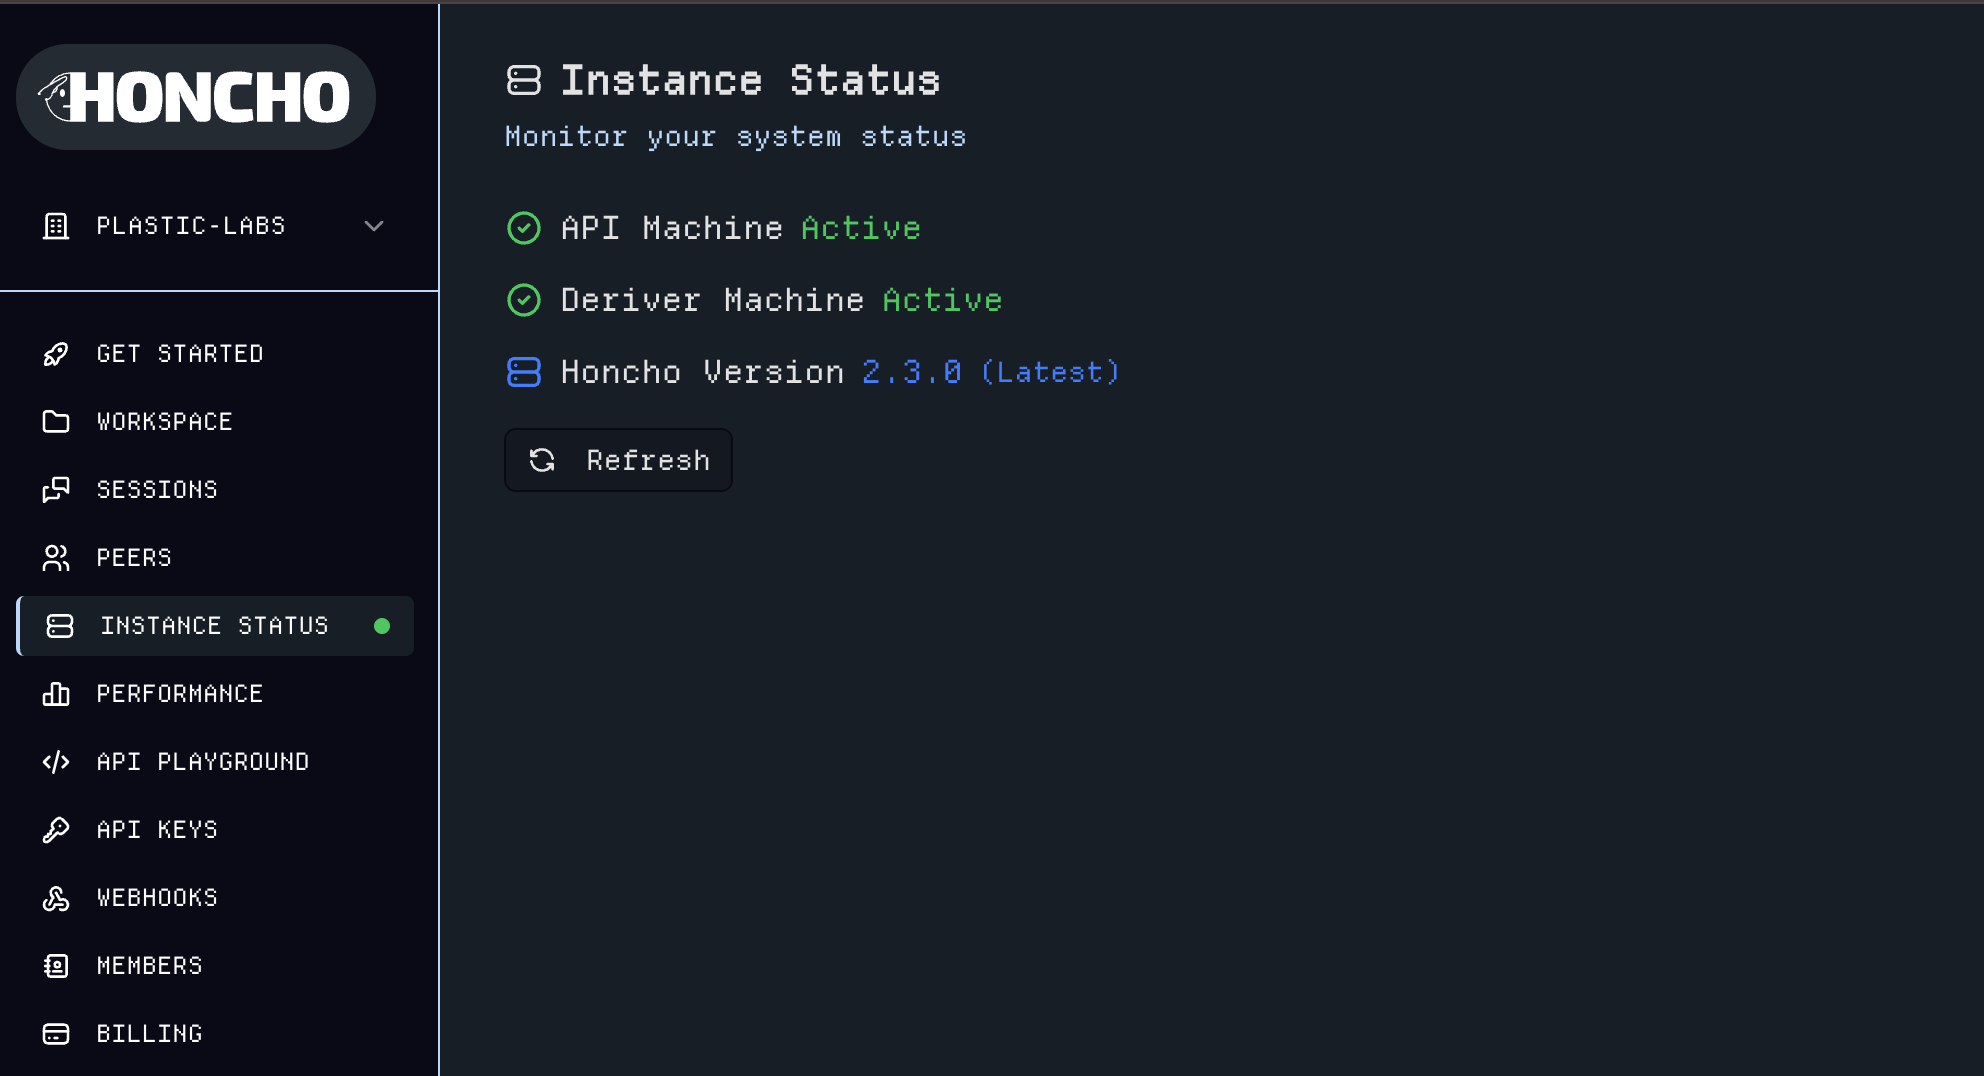 HONCHO
PLASTIC-LABS
GET STARTED
WORKSPACE
SESSIONS
PEERS
INSTANCE STATUS
PERFORMANCE
API PLAYGROUND
API KEYS
WEBHOOKS
MEMBERS
BILLING
Instance Status
Monitor your system status
API Machine Active
Deriver Machine Active
Honcho Version 2.3.0 (Latest)
Refresh